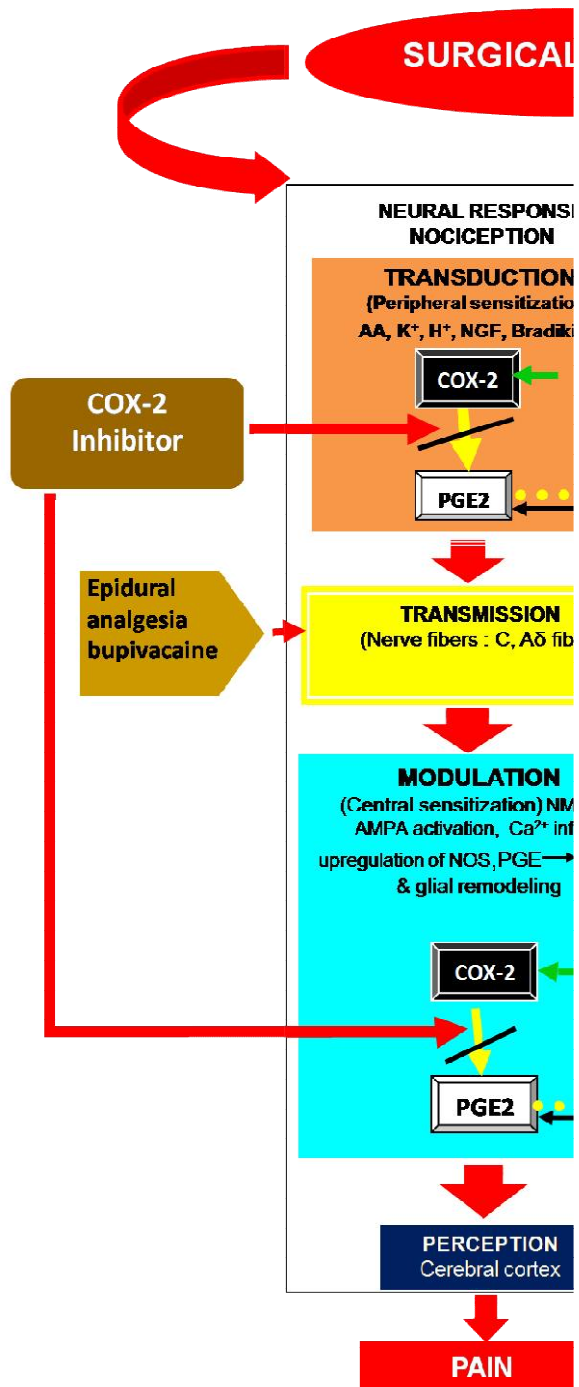 SURGICAL
NEURAL RESPONS
NOCICEPTION
TRANSDUCTION
(Peripheral sensitizatio
AA, K⁺, H⁺, NGF, Bradiki
COX-2
COX-2
Inhibitor
PGE2
Epidural
analgesia
bupivacaine
TRANSMISSION
(Nerve fibers : C, Aδ fib
MODULATION
(Central sensitization) NM
AMPA activation, Ca²⁺ inf
upregulation of NOS, PGE
& glial remodeling
COX-2
PGE2
PERCEPTION
Cerebral cortex
PAIN